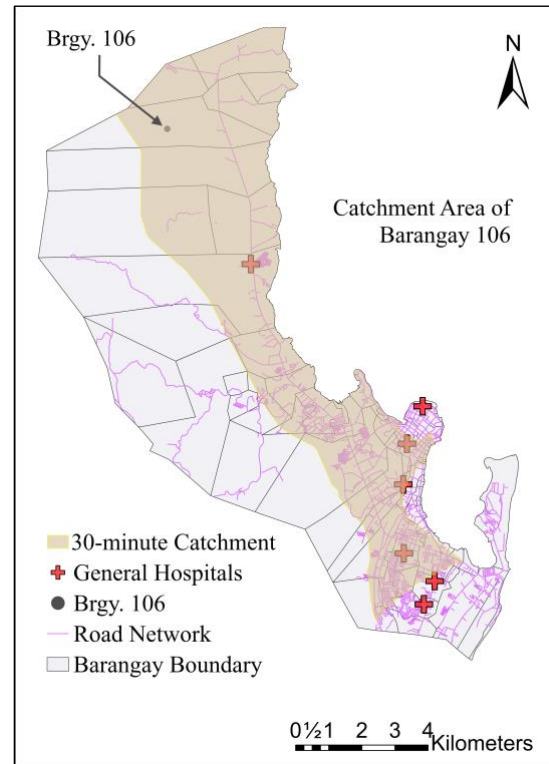 Brgy. 106
N
Catchment Area of
Barangay 106
30-minute Catchment
General Hospitals
Brgy. 106
Road Network
Barangay Boundary
0½1 2 3 4
Kilometers